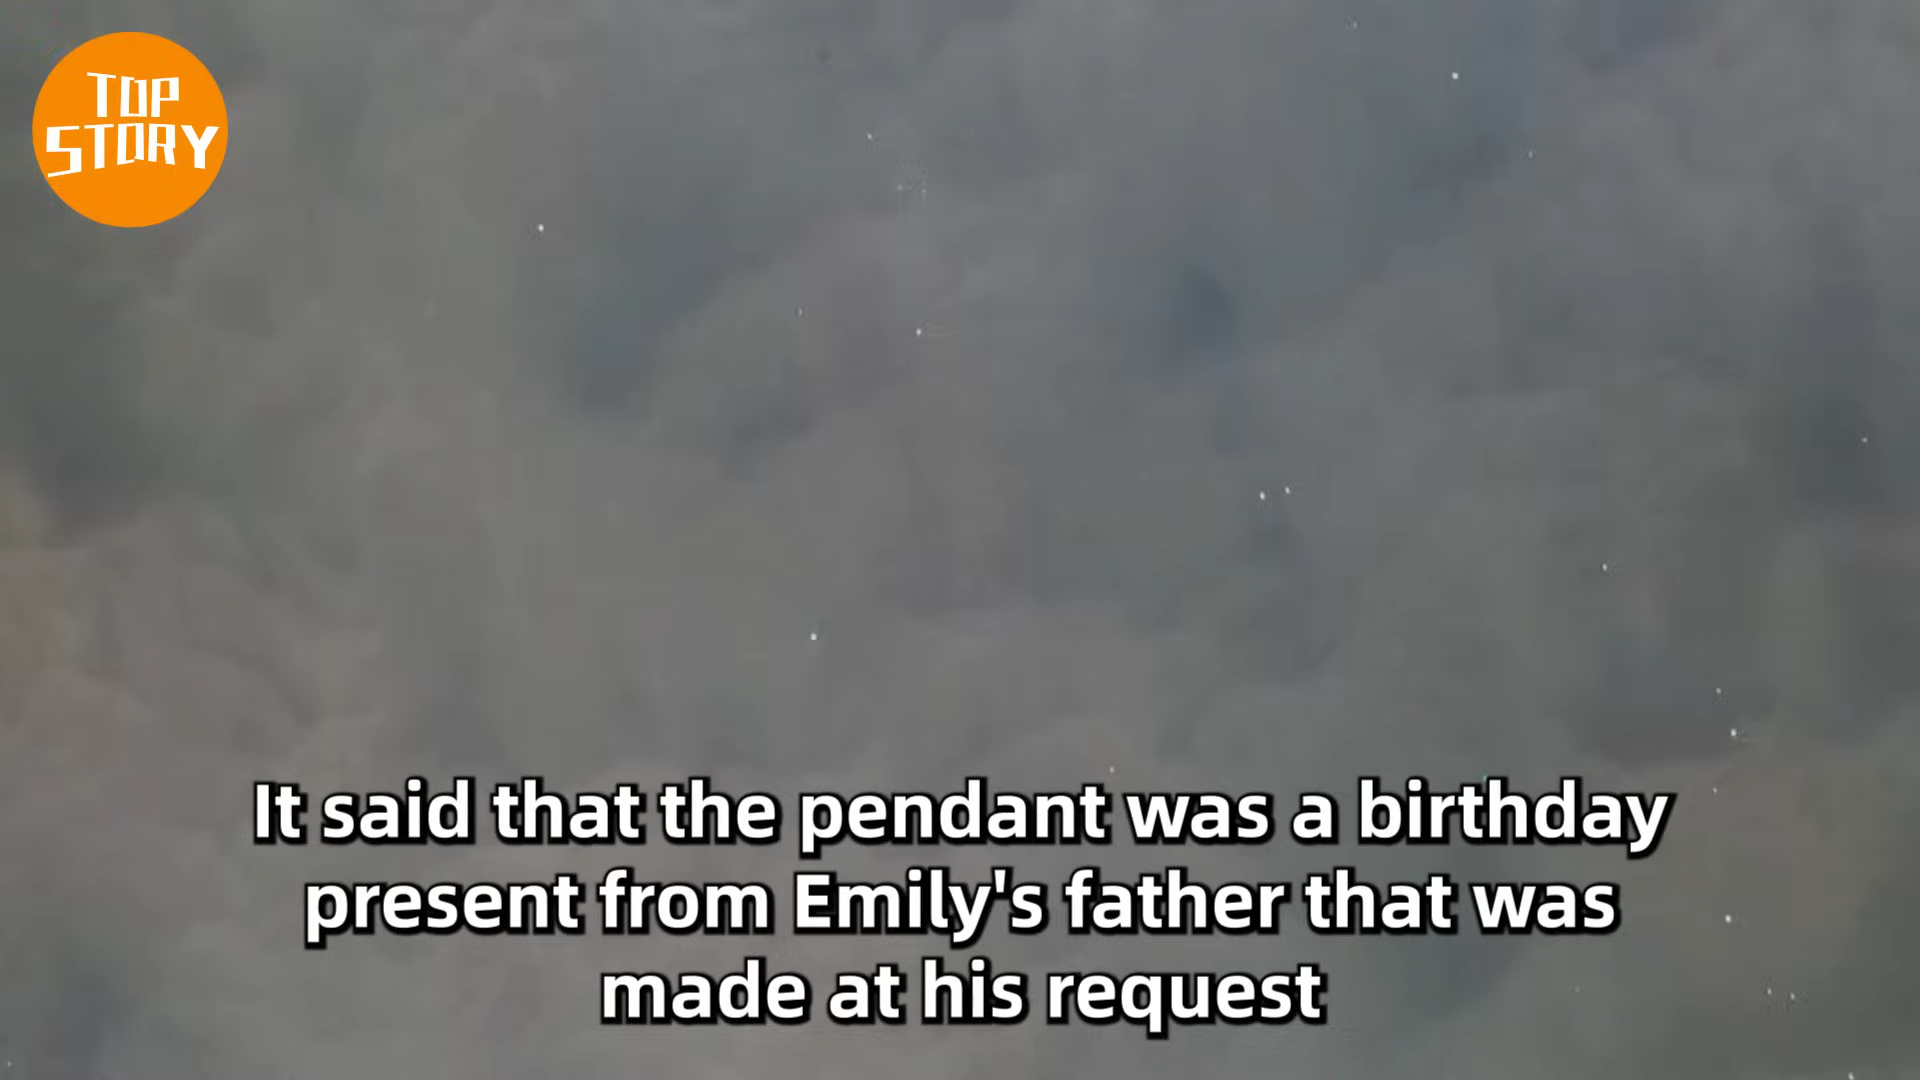 TOP
STORY
It said that the pendant was a birthday
present from Emily's father that was
made at his request